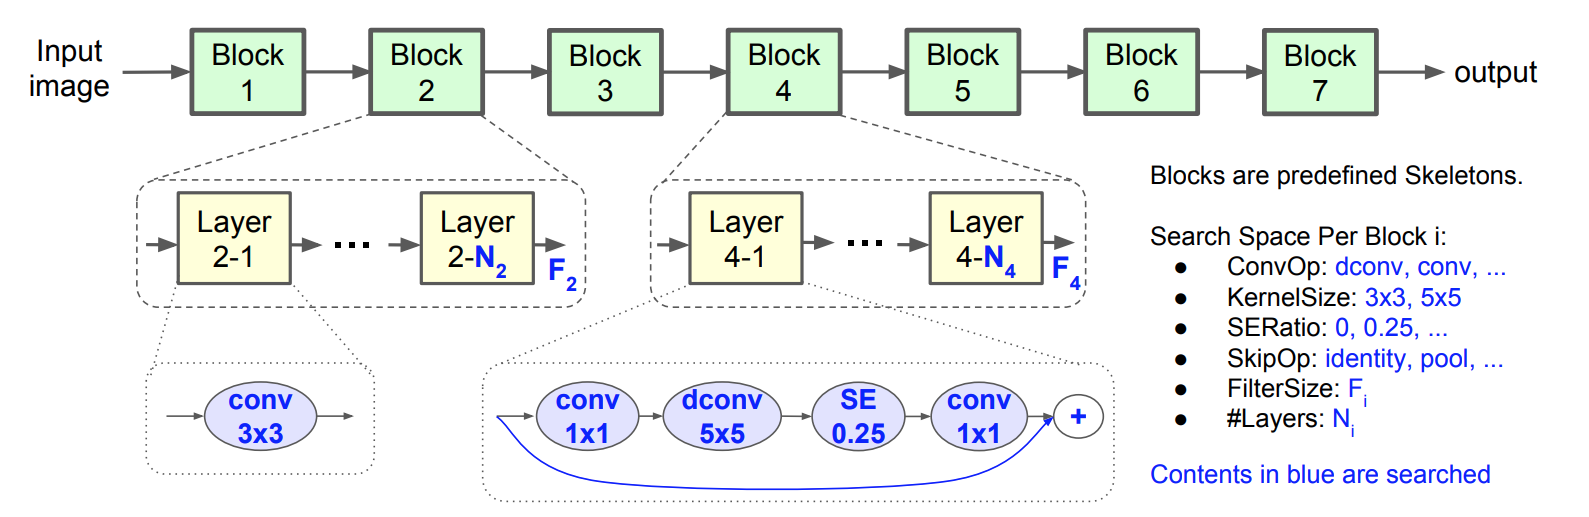 Input image
Block 1
Block 2
Block 3
Block 4
Block 5
Block 6
Block 7
output
Layer 2-1
...
Layer 2-N2
F2
Layer 4-1
...
Layer 4-N4
F4
conv 3x3
conv 1x1
dconv 5x5
SE 0.25
conv 1x1
+
Blocks are predefined Skeletons.
Search Space Per Block i:
● ConvOp: dconv, conv, ...
● KernelSize: 3x3, 5x5
● SERatio: 0, 0.25, ...
● SkipOp: identity, pool, ...
● FilterSize: Fi
● #Layers: Ni
Contents in blue are searched